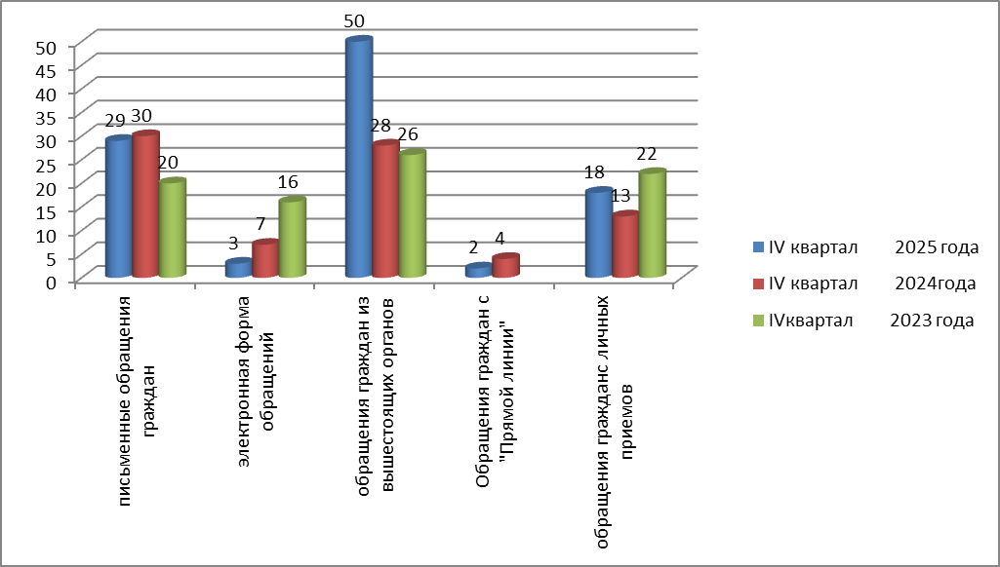 50
45
40
35
30
25
20
15
10
5
0
29
30
20
3
7
16
50
28
26
2
4
18
13
22
письменные обращения
граждан
электронная форма
обращений
обращения граждан из
вышестоящих органов
Обращения граждан с
"Прямой линии"
обращения гражданс личных
приемов
IV квартал 2025 года
IV квартал 2024года
IVквартал 2023 года